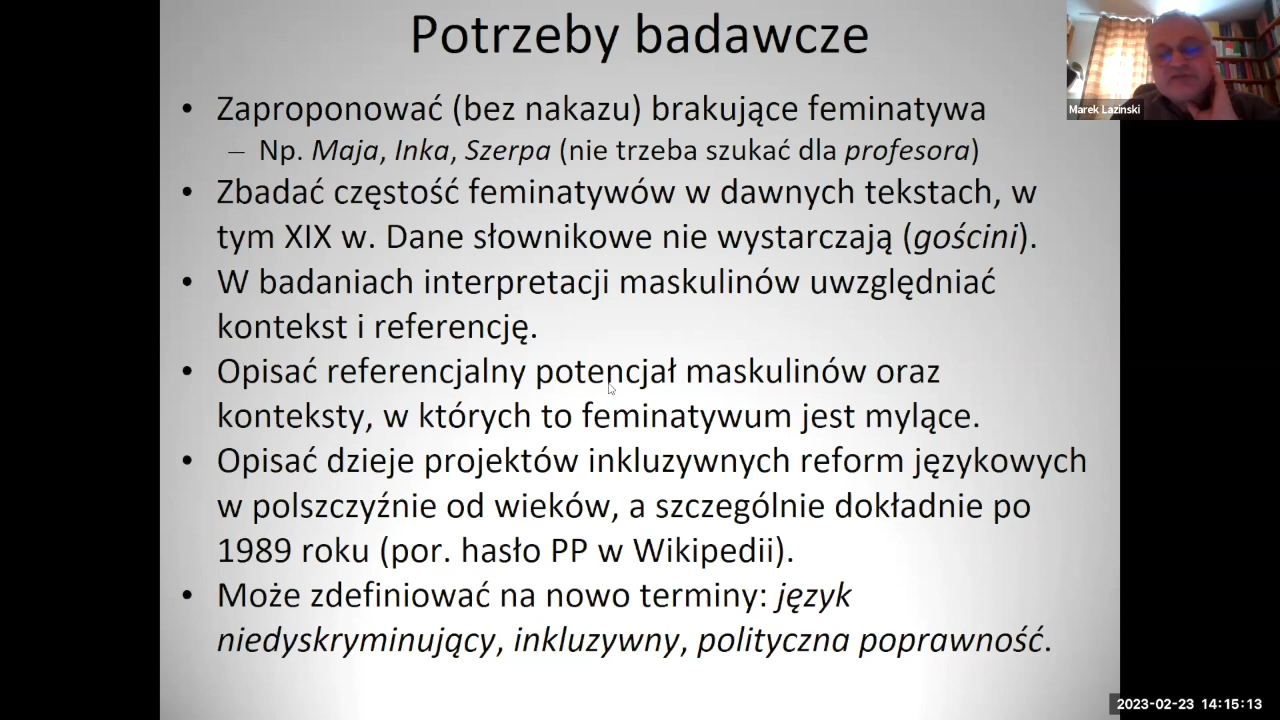 Potrzeby badawcze
• Zaproponować (bez nakazu) brakujące feminatywa
– Np. Maja, Inka, Szerpa (nie trzeba szukać dla profesora)
• Zbadać częstość feminatywów w dawnych tekstach, w
tym XIX w. Dane słownikowe nie wystarczają (gościni).
• W badaniach interpretacji maskulinów uwzględniać
kontekst i referencję.
• Opisać referencjalny potencjał maskulinów oraz
konteksty, w których to feminatywum jest mylące.
• Opisać dzieje projektów inkluzywnych reform językowych
w polszczyźnie od wieków, a szczególnie dokładnie po
1989 roku (por. hasło PP w Wikipedii).
• Może zdefiniować na nowo terminy: język
niedyskryminujący, inkluzywny, polityczna poprawność.
Marek Lazinski
2023-02-23 14:15:13